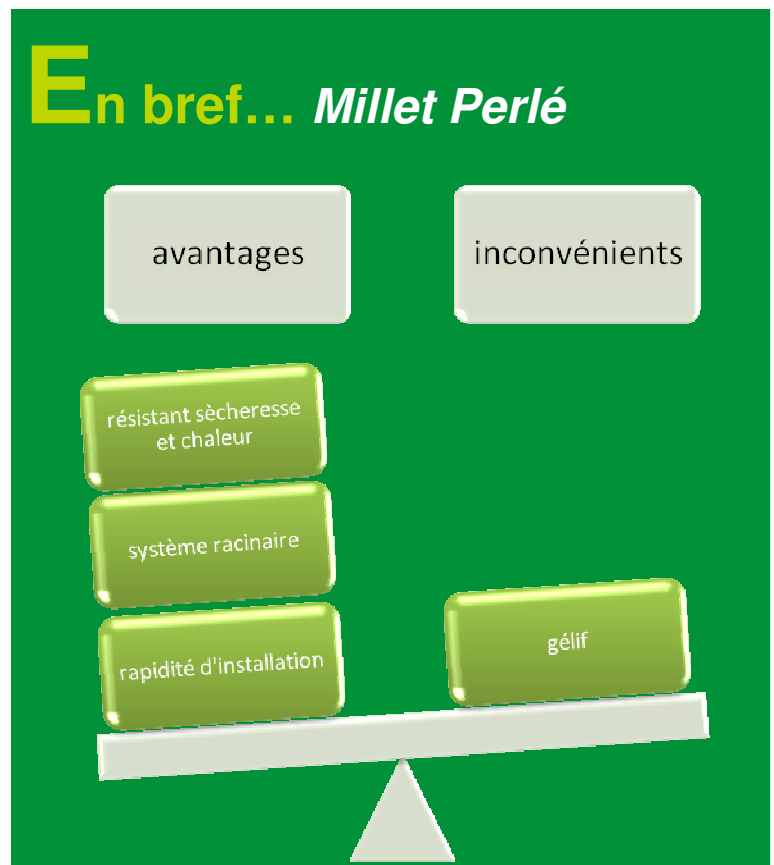 En bref... Millet Perlé
avantages
inconvénients
résistant sècheresse
et chaleur
système racinaire
rapidité d'installation
gélif